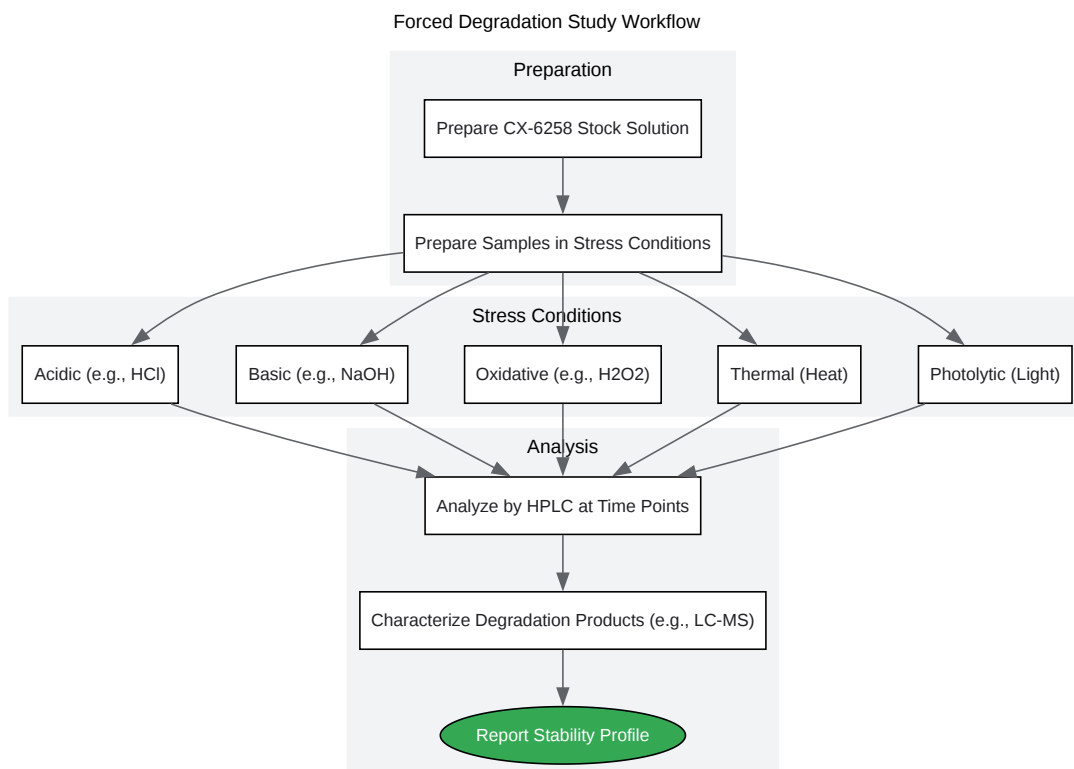 Forced Degradation Study Workflow
Preparation
Prepare CX-6258 Stock Solution
Prepare Samples in Stress Conditions
Stress Conditions
Acidic (e.g., HCl)
Basic (e.g., NaOH)
Oxidative (e.g., H2O2)
Thermal (Heat)
Photolytic (Light)
Analysis
Analyze by HPLC at Time Points
Characterize Degradation Products (e.g., LC-MS)
Report Stability Profile